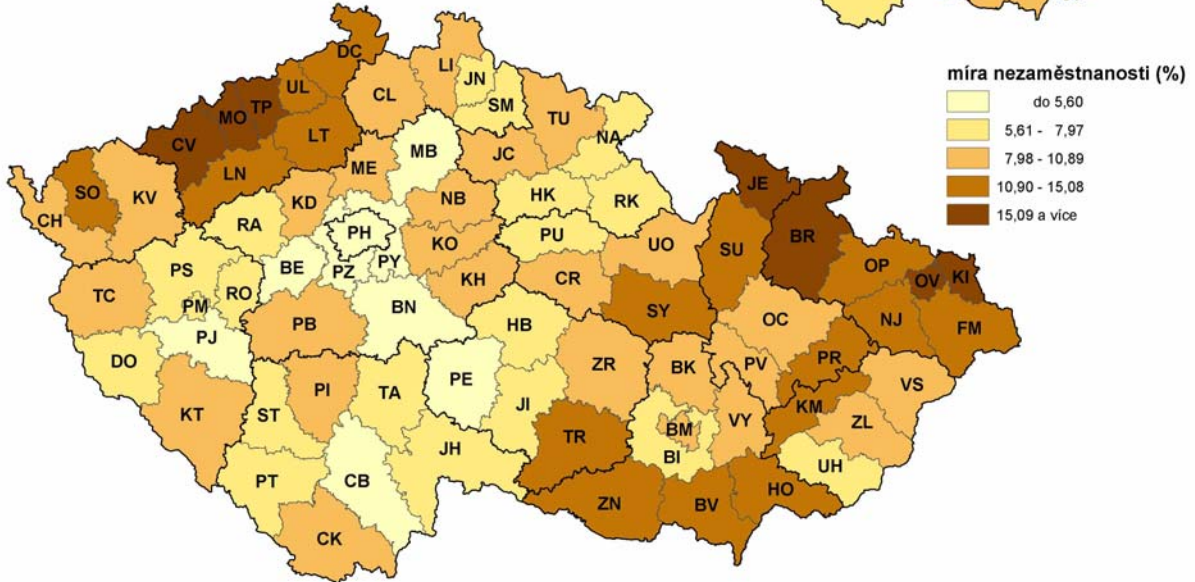 míra nezaměstnanosti (%)
do 5,60
5,61 - 7,97
7,98 - 10,89
10,90 - 15,08
15,09 a více
DC
LI
JN
UL
CL
SM
MO TP
TU
LT
NA
CV
MB
JC
LN
ME
JE
SO
KV
KD
NB
HK
RK
CH
RA
PH
PU
BR
KO
UO
SU
PS
BE
PZ
PY
OP
OV
KI
TC
RO
KH
CR
PM
BN
SY
NJ
FM
PB
HB
OC
PJ
PR
DO
ZR
BK
PV
VS
PI
TA
PE
KT
ST
JI
KM
VY
ZL
BM
TR
JH
BI
UH
PT
CB
ZN
BV
HO
CK